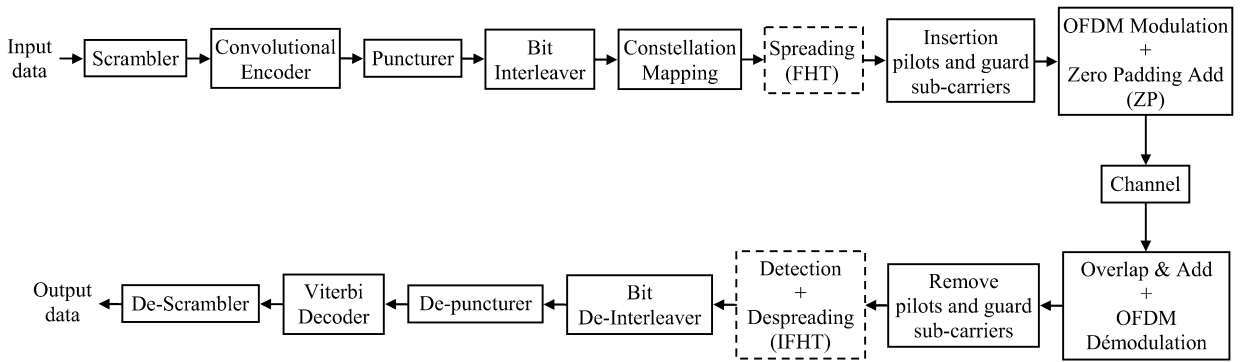 Input
data
Scrambler
Convolutional
Encoder
Puncturer
Bit
Interleaver
Constellation
Mapping
Spreading
(FHT)
Insertion
pilots and guard
sub-carriers
OFDM Modulation
+
Zero Padding Add
(ZP)
Channel
Overlap & Add
+
OFDM
Démodulation
Remove
pilots and guard
sub-carriers
Detection
+
Despreading
(IFHT)
Bit
De-Interleaver
De-puncturer
Viterbi
Decoder
De-Scrambler
Output
data